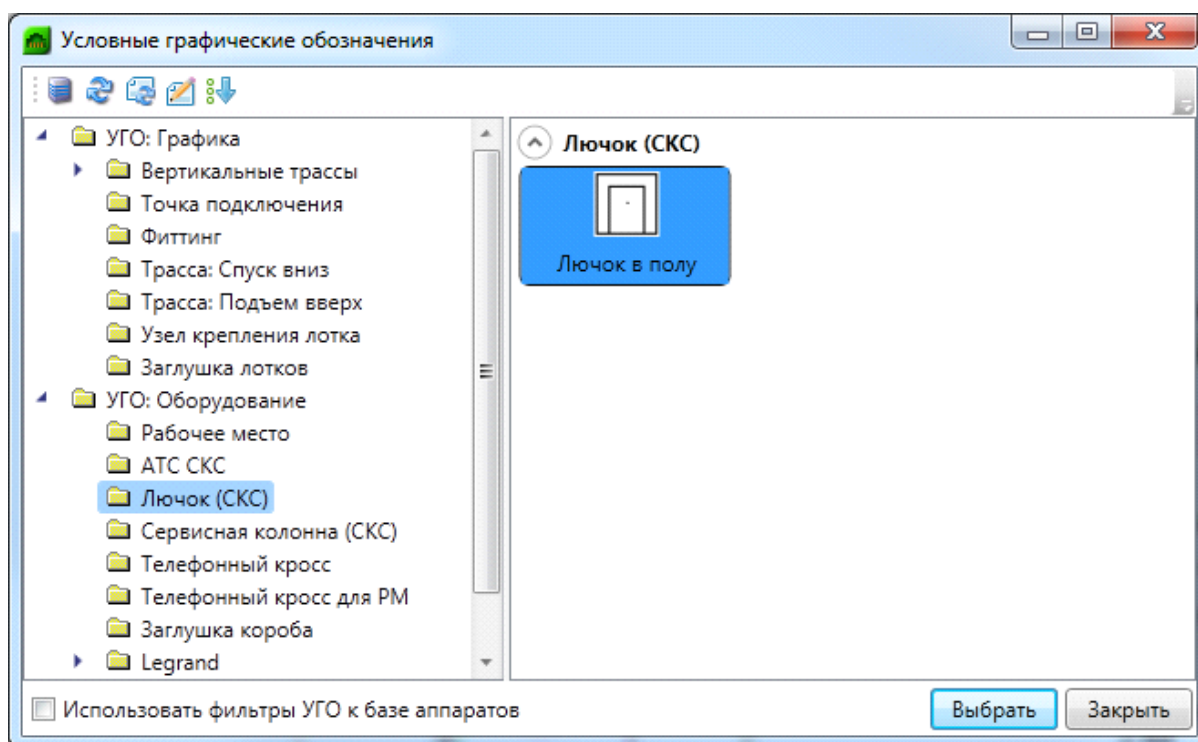 Условные графические обозначения
УГО: Графика
Вертикальные трассы
Точка подключения
Фиттинг
Трасса: Спуск вниз
Трасса: Подъем вверх
Узел крепления лотка
Заглушка лотков
УГО: Оборудование
Рабочее место
АТС СКС
Лючок (СКС)
Сервисная колонна (СКС)
Телефонный кросс
Телефонный кросс для РМ
Заглушка короба
Legrand
Лючок (СКС)
Лючок в полу
Использовать фильтры УГО к базе аппаратов
Выбрать
Закрыть